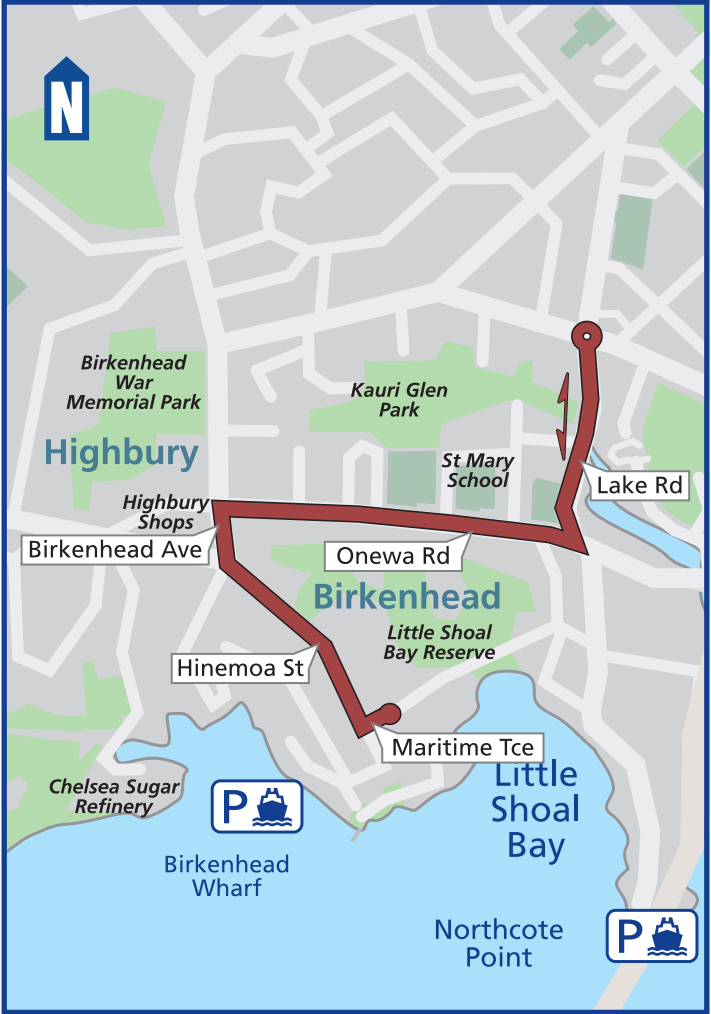 N
Birkenhead
War
Memorial Park
Kauri Glen
Park
Highbury
St Mary
School
Lake Rd
Highbury
Shops
Birkenhead Ave
Onewa Rd
Birkenhead
Little Shoal
Bay Reserve
Hinemoa St
Maritime Tce
Little
Shoal
Bay
Chelsea Sugar
Refinery
P
Birkenhead
Wharf
Northcote
Point
P